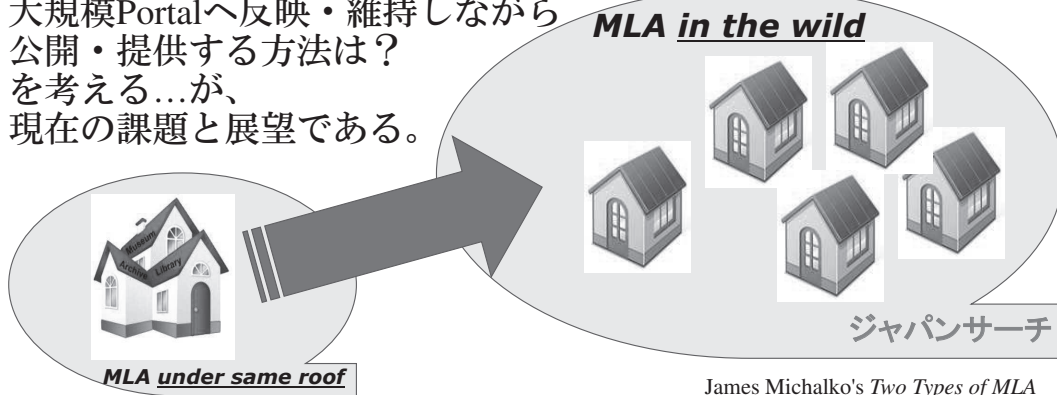 大規模Portalへ反映・維持しながら
公開・提供する方法は？
を考える…が、
現在の課題と展望である。
MLA in the wild
Museum
Archive
Library
MLA under same roof
ジャパンサーチ
James Michalko's Two Types of MLA